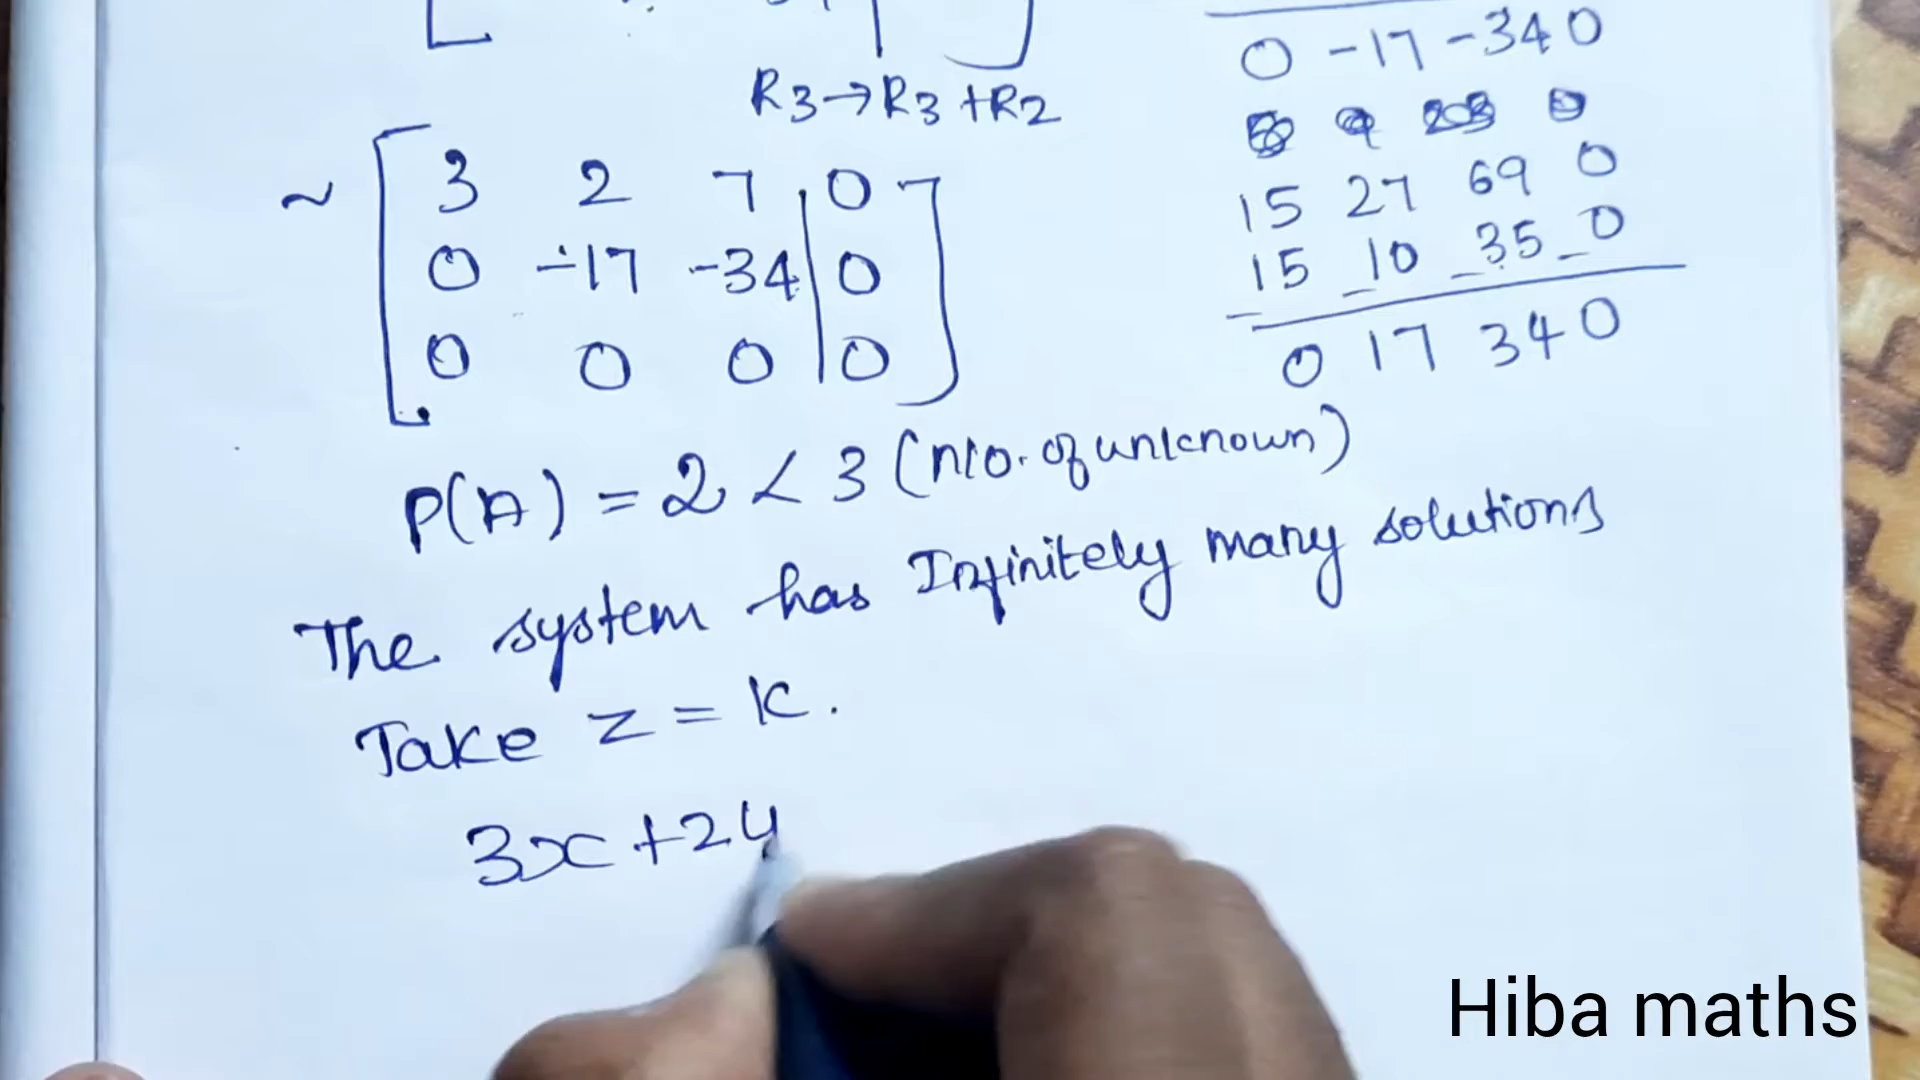 0 -17 -34 0
R3→R3+R2
~ 3 2 7 0
0 -17 -34 0
0 0 0 0
15 27 69 0
15 10 35 0
0 17 34 0
P(A) = 2 < 3 (n/o. of unknown)
The system has Infinitely many solutions
Take z = k.
3x+2y
Hiba maths